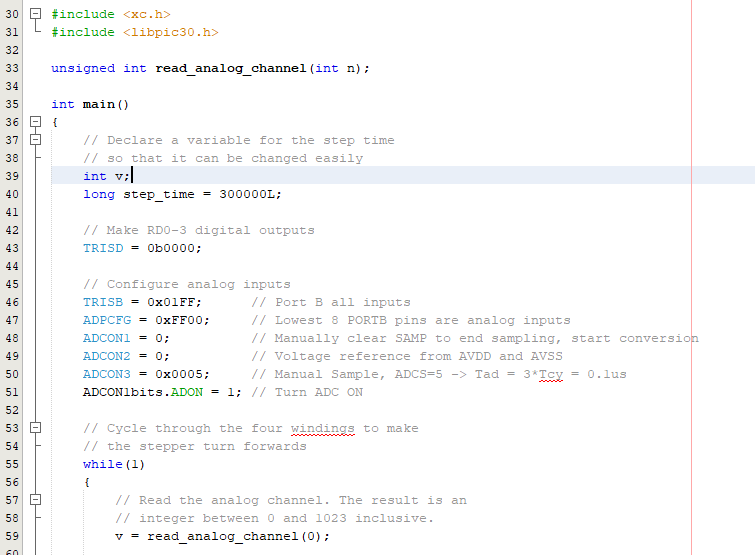 30 #include <xc.h>
31 #include <libpic30.h>
32
33 unsigned int read_analog_channel(int n);
34
35 int main()
36 {
37     // Declare a variable for the step time
38     // so that it can be changed easily
39     int v;
40     long step_time = 300000L;
41
42     // Make RD0-3 digital outputs
43     TRISD = 0b0000;
44
45     // Configure analog inputs
46     TRISB = 0x01FF;      // Port B all inputs
47     ADPCFG = 0xFF00;     // Lowest 8 PORTB pins are analog inputs
48     ADCON1 = 0;          // Manually clear SAMP to end sampling, start conversion
49     ADCON2 = 0;          // Voltage reference from AVDD and AVSS
50     ADCON3 = 0x0005;     // Manual Sample, ADCS=5 -> Tad = 3*Tcy = 0.1us
51     ADCON1bits.ADON = 1; // Turn ADC ON
52
53     // Cycle through the four windings to make
54     // the stepper turn forwards
55     while(1)
56     {
57         // Read the analog channel. The result is an
58         // integer between 0 and 1023 inclusive.
59         v = read_analog_channel(0);
60